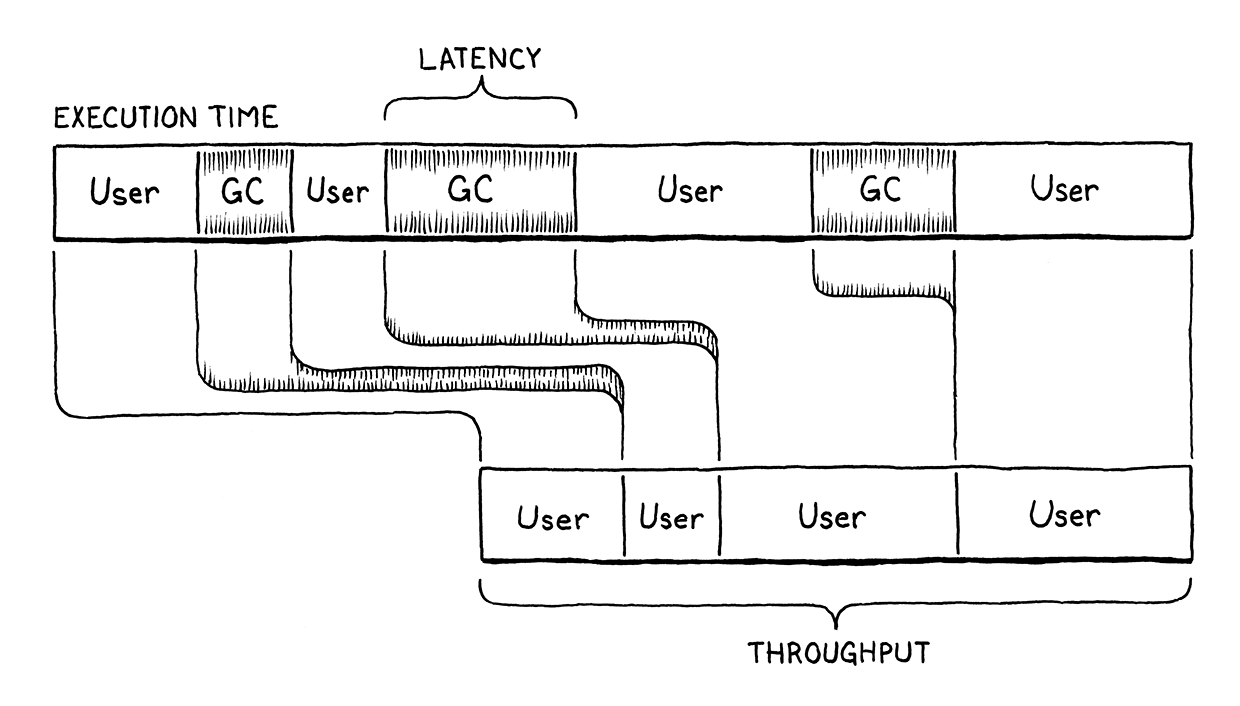 LATENCY
EXECUTION TIME
User GC User GC User GC User
User User User User
THROUGHPUT